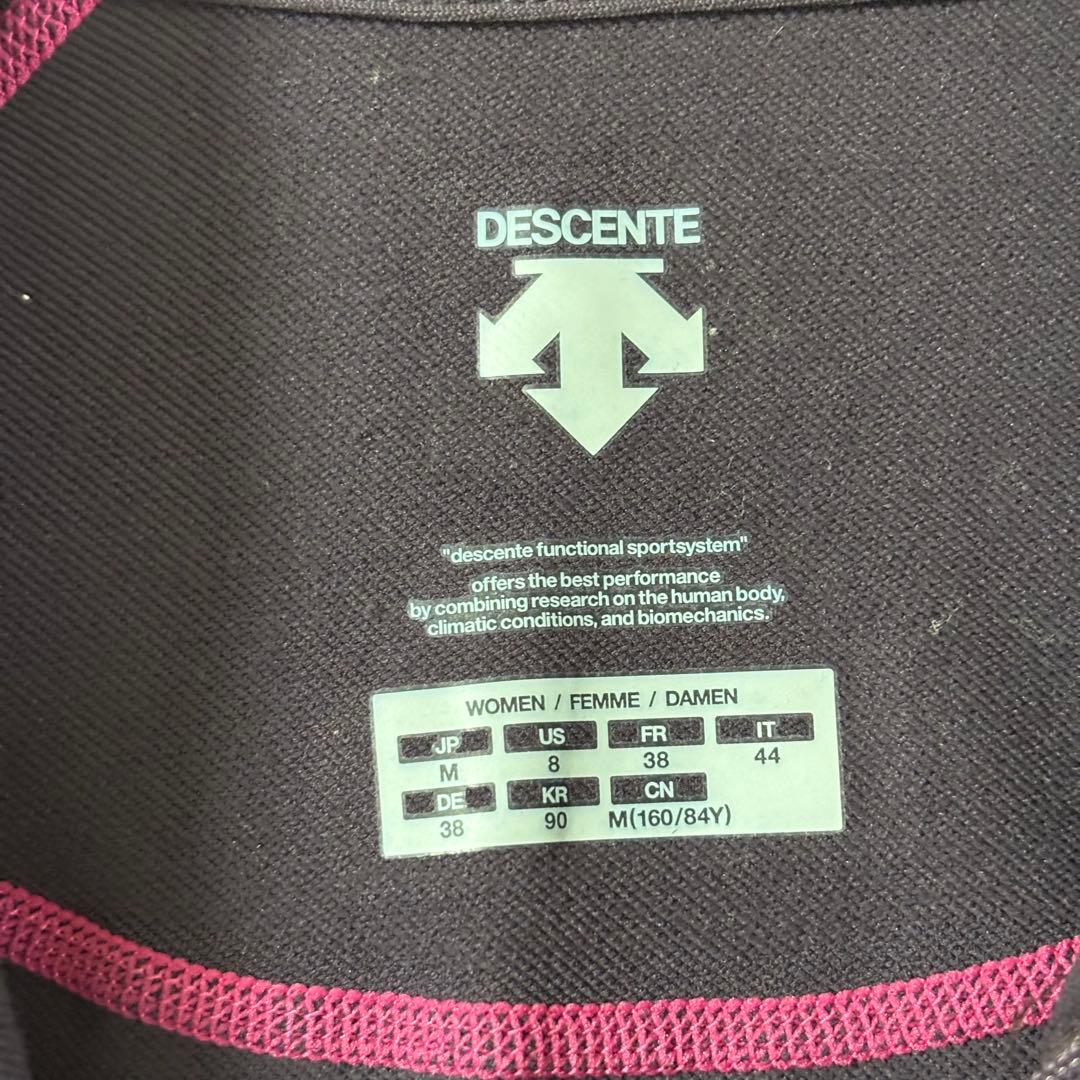 DESCENTE
"descente functional sportsystem"
offers the best performance
by combining research on the human body,
climatic conditions, and biomechanics.
WOMEN / FEMME / DAMEN
JP US FR IT
M 8 38 44
DE KR CN
38 90 M(160/84Y)